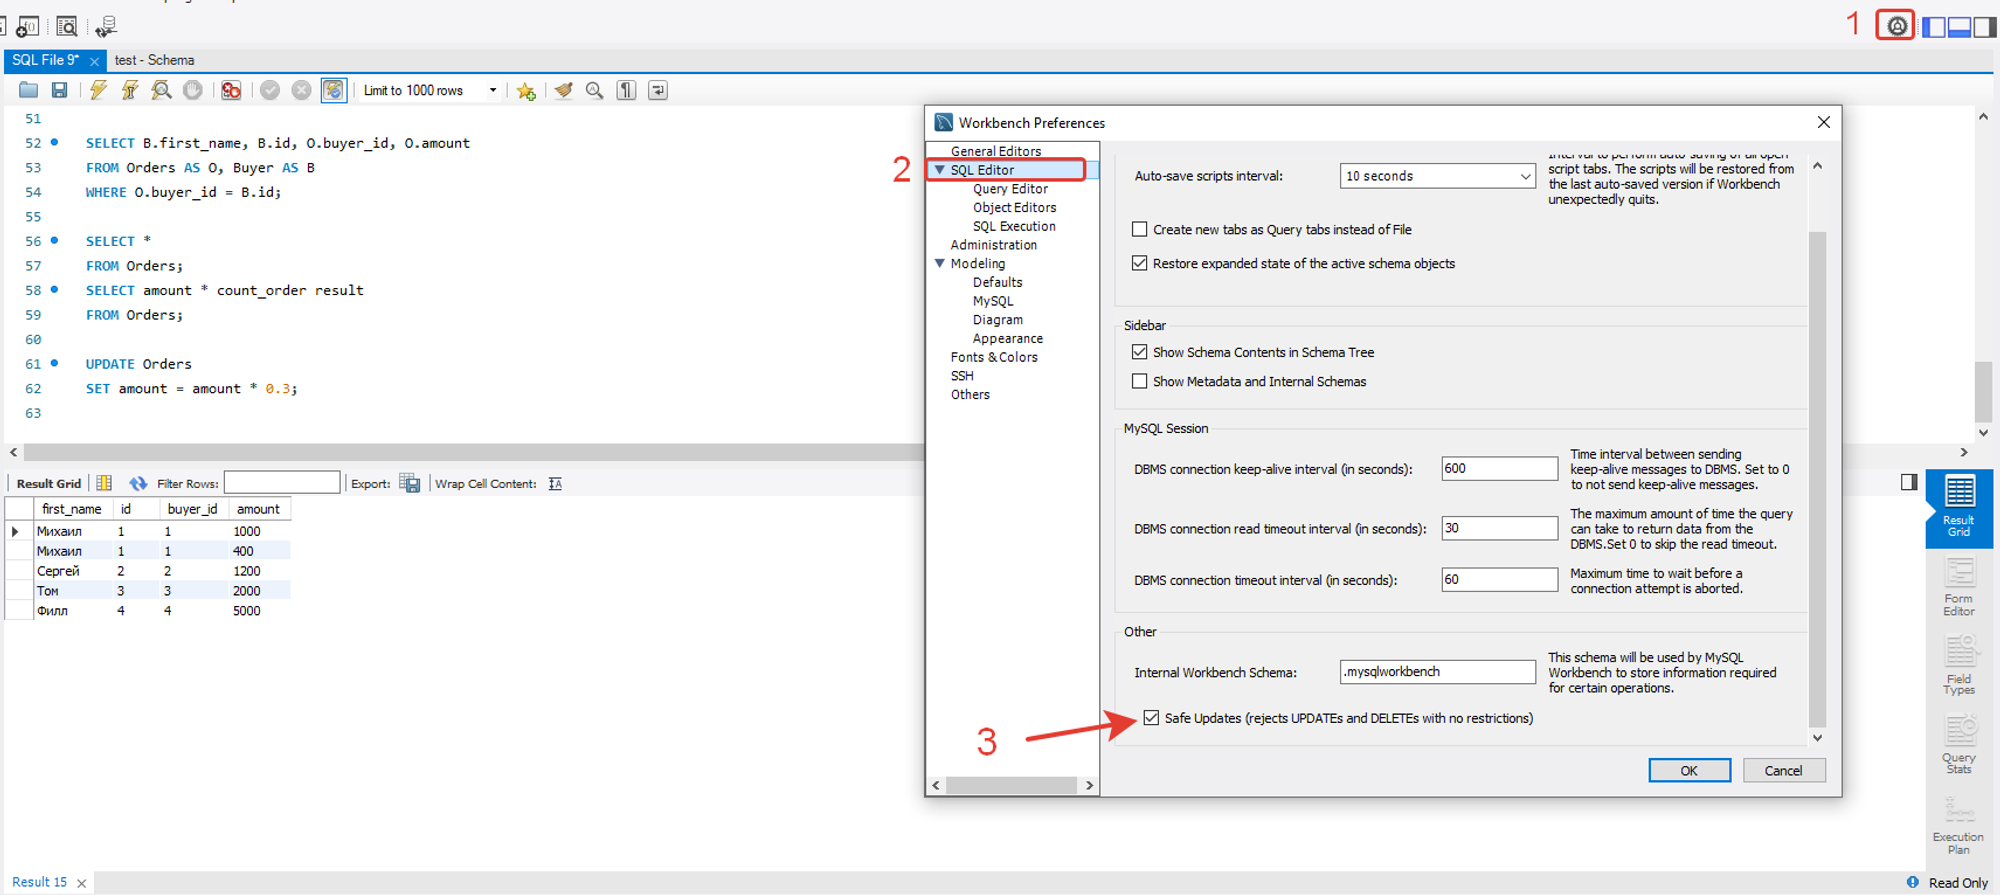 1
SQL File 9*
test - Schema
Limit to 1000 rows
51
52 SELECT B.first_name, B.id, O.buyer_id, O.amount
53 FROM Orders AS O, Buyer AS B
54 WHERE O.buyer_id = B.id;
55
56 SELECT *
57 FROM Orders;
58 SELECT amount * count_order result
59 FROM Orders;
60
61 UPDATE Orders
62 SET amount = amount * 0.3;
63
Result Grid
Filter Rows:
Export:
Wrap Cell Content:
first_name id buyer_id amount
Михаил 1 1 1000
Михаил 1 1 400
Сергей 2 2 1200
Том 3 3 2000
Филл 4 4 5000
Result 15
Workbench Preferences
2
General Editors
SQL Editor
Query Editor
Object Editors
SQL Execution
Administration
Modeling
Defaults
MySQL
Diagram
Appearance
Fonts & Colors
SSH
Others
Auto-save scripts interval:
10 seconds
Interval to perform auto-saving of all open
script tabs. The scripts will be restored from
the last auto-saved version if Workbench
unexpectedly quits.
Create new tabs as Query tabs instead of File
Restore expanded state of the active schema objects
Sidebar
Show Schema Contents in Schema Tree
Show Metadata and Internal Schemas
MySQL Session
DBMS connection keep-alive interval (in seconds):
600
Time interval between sending
keep-alive messages to DBMS. Set to 0
to not send keep-alive messages.
DBMS connection read timeout interval (in seconds):
30
The maximum amount of time the query
can take to return data from the
DBMS.Set 0 to skip the read timeout.
DBMS connection timeout interval (in seconds):
60
Maximum time to wait before a
connection attempt is aborted.
Other
Internal Workbench Schema:
.mysqlworkbench
This schema will be used by MySQL
Workbench to store information required
for certain operations.
3
Safe Updates (rejects UPDATEs and DELETEs with no restrictions)
OK
Cancel
Result
Grid
Form
Editor
Field
Types
Query
Stats
Execution
Plan
Read Only